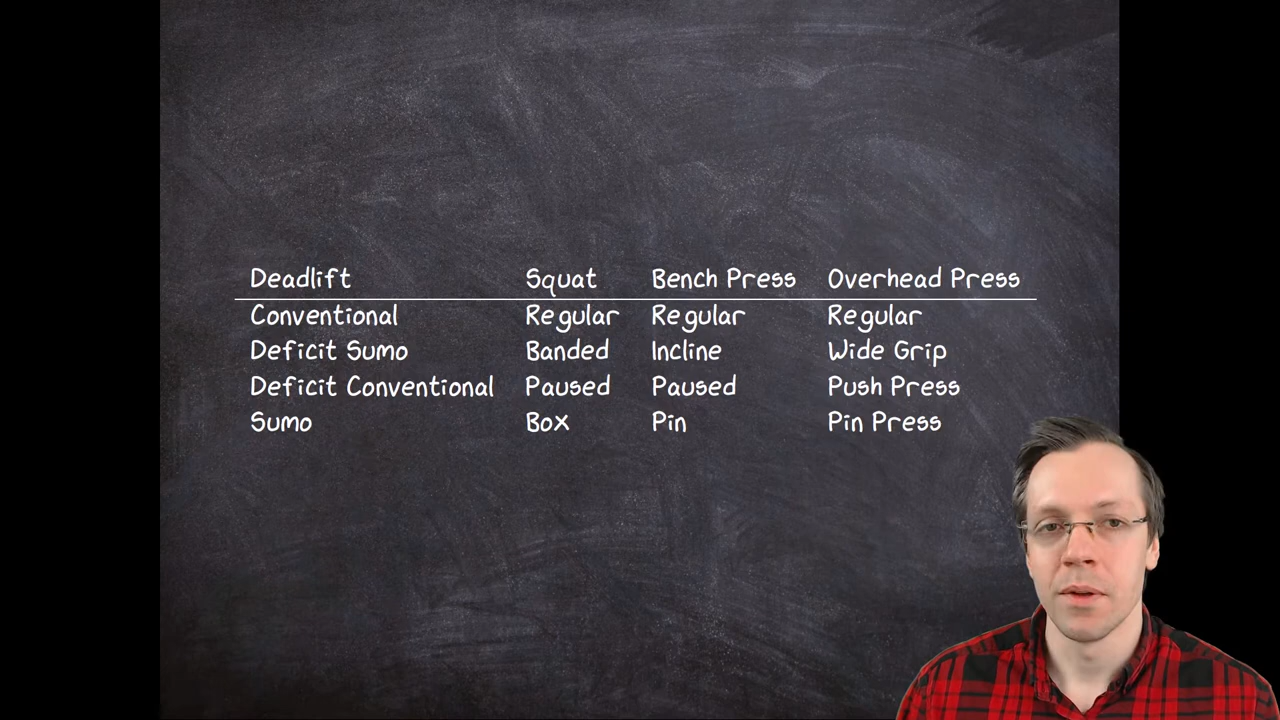 Deadlift Squat Bench Press Overhead Press
Conventional Regular Regular Regular
Deficit Sumo Banded Incline Wide Grip
Deficit Conventional Paused Paused Push Press
Sumo Box Pin Pin Press